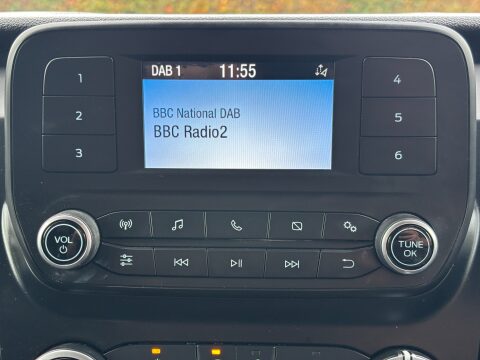 DAB 1 11:55
BBC National DAB
BBC Radio2
1
2
3
4
5
6
VOL
TUNE
OK